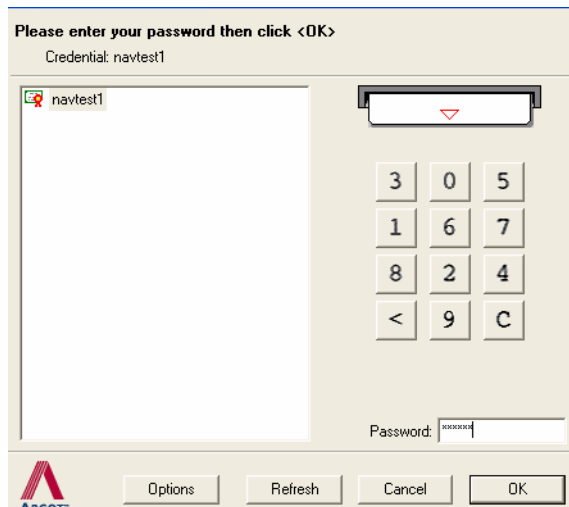 Please enter your password then click <OK>
Credential: navtest1
navtest1
3 0 5
1 6 7
8 2 4
< 9 C
Password: ××××××
Options Refresh Cancel OK